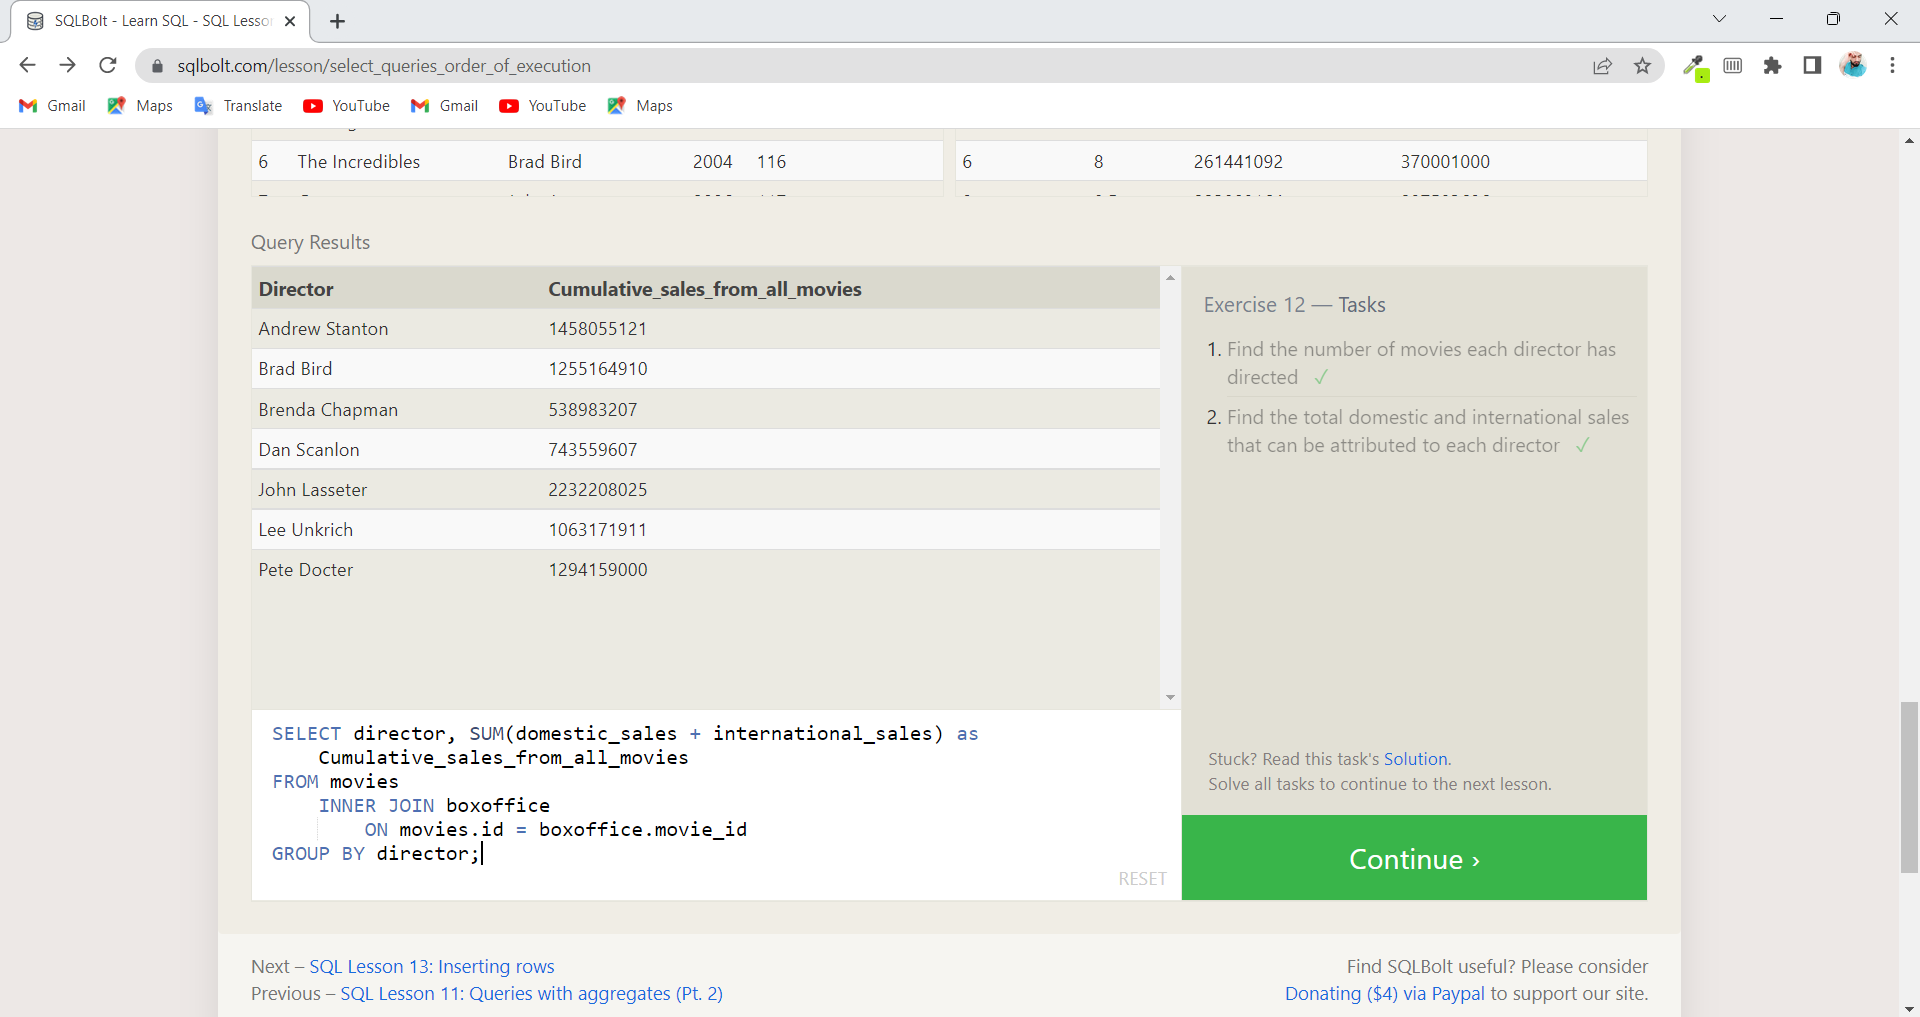 SQLBolt - Learn SQL - SQL Lesso
sqlbolt.com/lesson/select_queries_order_of_execution
Gmail Maps Translate YouTube Gmail YouTube Maps
6 The Incredibles Brad Bird 2004 116 6 8 261441092 370001000
Query Results
Director Cumulative_sales_from_all_movies
Andrew Stanton 1458055121
Brad Bird 1255164910
Brenda Chapman 538983207
Dan Scanlon 743559607
John Lasseter 2232208025
Lee Unkrich 1063171911
Pete Docter 1294159000
Exercise 12 — Tasks
1. Find the number of movies each director has
directed ✓
2. Find the total domestic and international sales
that can be attributed to each director ✓
SELECT director, SUM(domestic_sales + international_sales) as
Cumulative_sales_from_all_movies
FROM movies
INNER JOIN boxoffice
ON movies.id = boxoffice.movie_id
GROUP BY director;
RESET
Stuck? Read this task's Solution.
Solve all tasks to continue to the next lesson.
Continue ›
Next – SQL Lesson 13: Inserting rows
Previous – SQL Lesson 11: Queries with aggregates (Pt. 2)
Find SQLBolt useful? Please consider
Donating ($4) via Paypal to support our site.